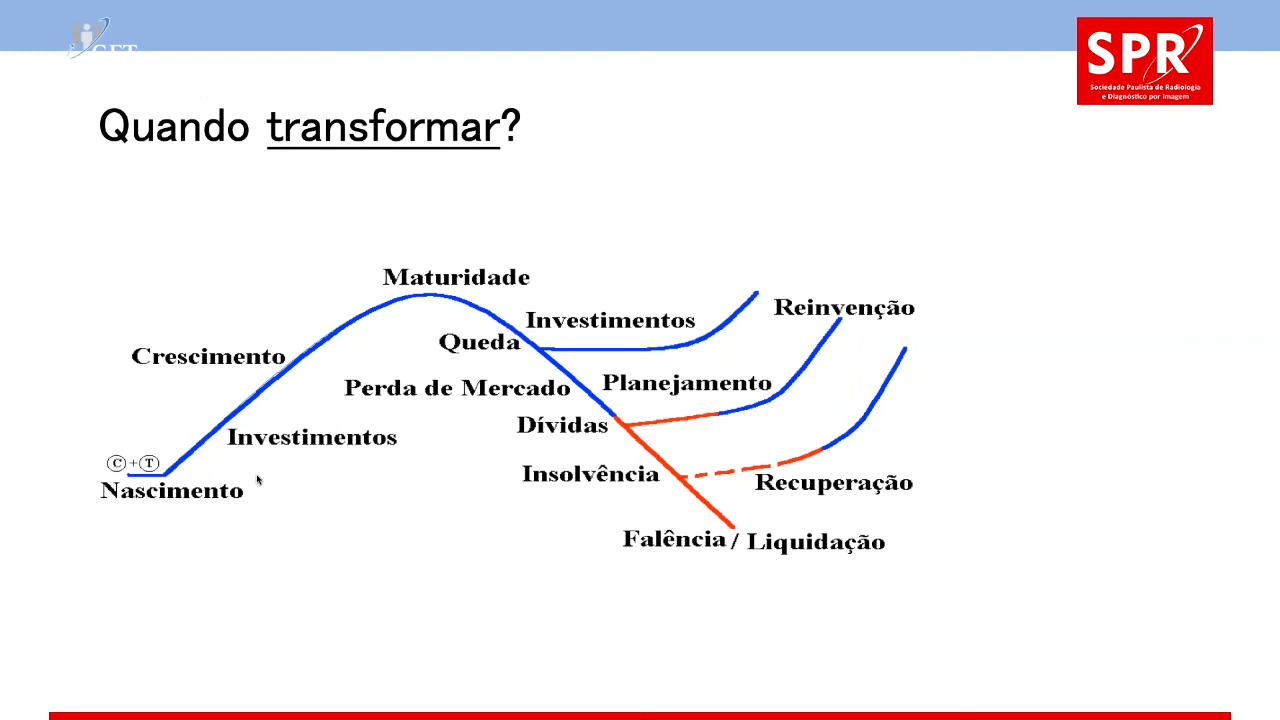 SPR
Sociedade Paulista de Radiologia
e Diagnóstico por Imagem
Quando transformar?
Maturidade
Reinvenção
Investimentos
Queda
Crescimento
Planejamento
Perda de Mercado
Dívidas
Investimentos
C + T
Insolvência
Recuperação
Nascimento
Falência / Liquidação